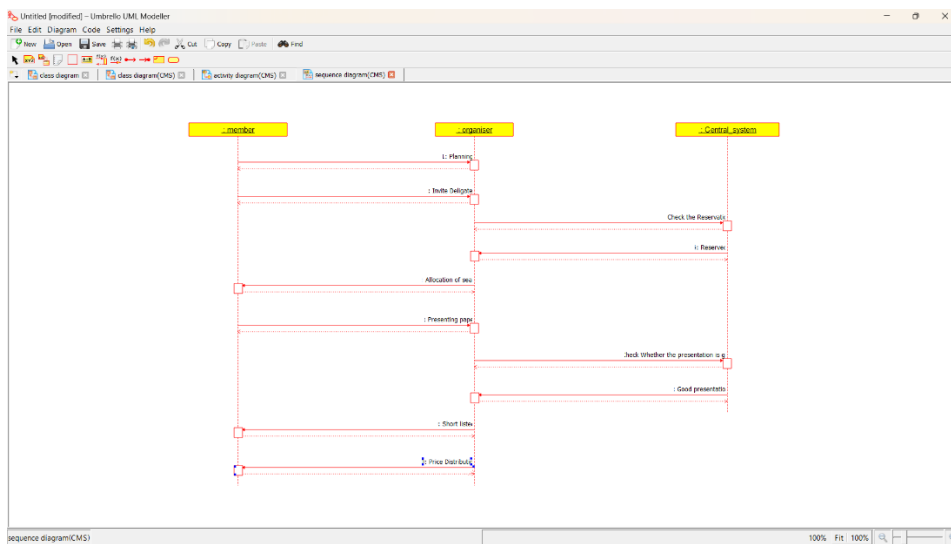 Untitled [modified] - Umbrello UML Modeller
File Edit Diagram Code Settings Help
New Open Save Cut Copy Paste Find
class diagram class diagram(CMS) activity diagram(CMS) sequence diagram(CMS)
: member : organiser : Central_system
: Planning
: Invite Deligate
Check the Reservatio
: Reserved
Allocation of sea
: Presenting pape
heck Whether the presentation is g
: Good presentatio
: Short liste
: Price Distribut
sequence diagram(CMS) 100% Fit 100%